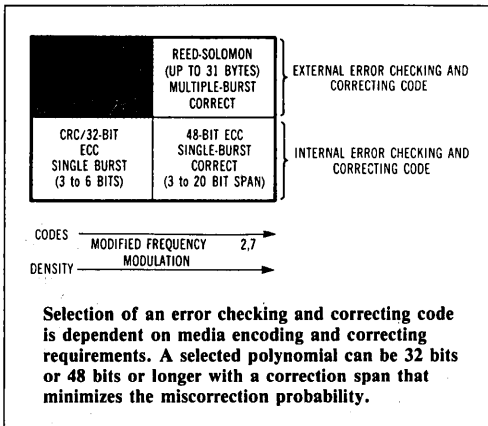 REED-SOLOMON
(UP TO 31 BYTES)
MULTIPLE-BURST
CORRECT
EXTERNAL ERROR CHECKING AND
CORRECTING CODE
CRC/32-BIT
ECC
SINGLE BURST
(3 to 6 BITS)
48-BIT ECC
SINGLE-BURST
CORRECT
(3 to 20 BIT SPAN)
INTERNAL ERROR CHECKING AND
CORRECTING CODE
CODES
MODIFIED FREQUENCY 2,7
MODULATION
DENSITY
Selection of an error checking and correcting code
is dependent on media encoding and correcting
requirements. A selected polynomial can be 32 bits
or 48 bits or longer with a correction span that
minimizes the miscorrection probability.